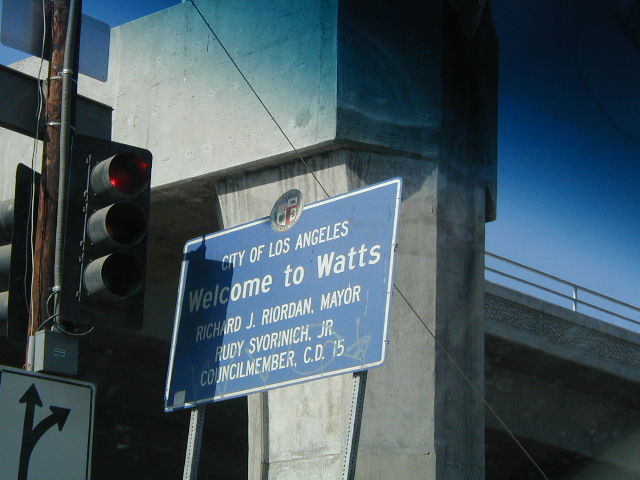 CITY OF LOS ANGELES
Welcome to Watts
RICHARD J. RIORDAN, MAYOR
RUDY SVORINICH, JR.
COUNCILMEMBER, C.D. 15